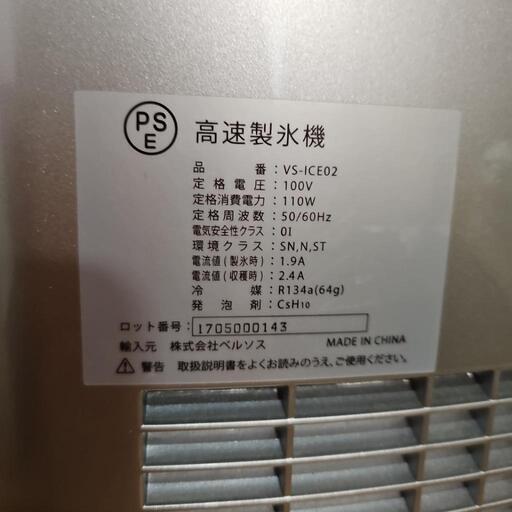 PS
E
高速製氷機
品番：VS-ICE02
定格電圧：100V
定格消費電力：110W
定格周波数：50/60Hz
電気安全性クラス：0I
環境クラス：SN,N,ST
電流値(製氷時)：1.9A
電流値(収穫時)：2.4A
冷媒：R134a(64g)
発泡剤：CsH10
ロット番号：1705000143
輸入元 株式会社ベルソス MADE IN CHINA
警告 取扱説明書をよくお読みのうえ、ご使用ください。